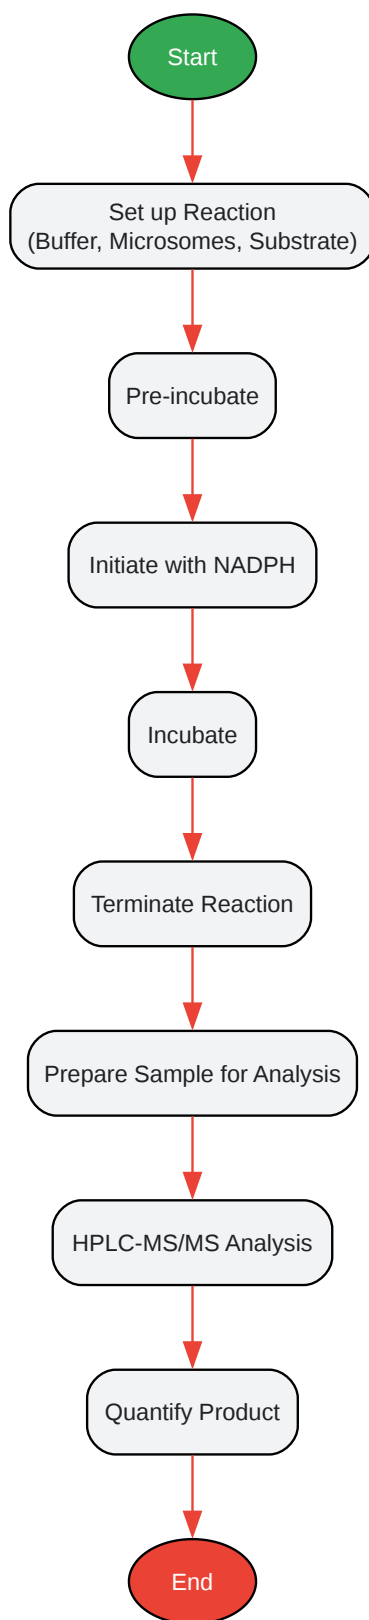 Start
Set up Reaction
(Buffer, Microsomes, Substrate)
Pre-incubate
Initiate with NADPH
Incubate
Terminate Reaction
Prepare Sample for Analysis
HPLC-MS/MS Analysis
Quantify Product
End